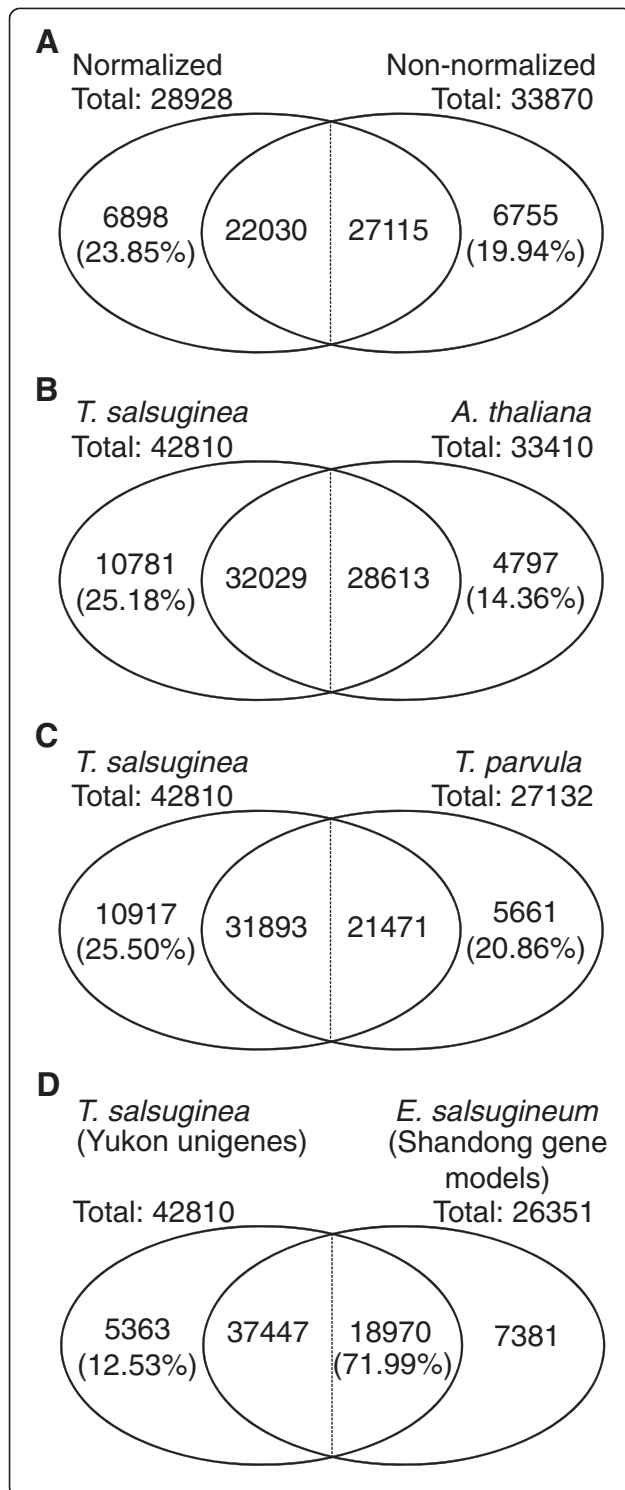 A
Normalized
Total: 28928
Non-normalized
Total: 33870
6898
(23.85%)
22030
27115
6755
(19.94%)
B
T. salsuginea
Total: 42810
A. thaliana
Total: 33410
10781
(25.18%)
32029
28613
4797
(14.36%)
C
T. salsuginea
Total: 42810
T. parvula
Total: 27132
10917
(25.50%)
31893
21471
5661
(20.86%)
D
T. salsuginea
(Yukon unigenes)
Total: 42810
E. salsugineum
(Shandong gene
models)
Total: 26351
5363
(12.53%)
37447
18970
(71.99%)
7381